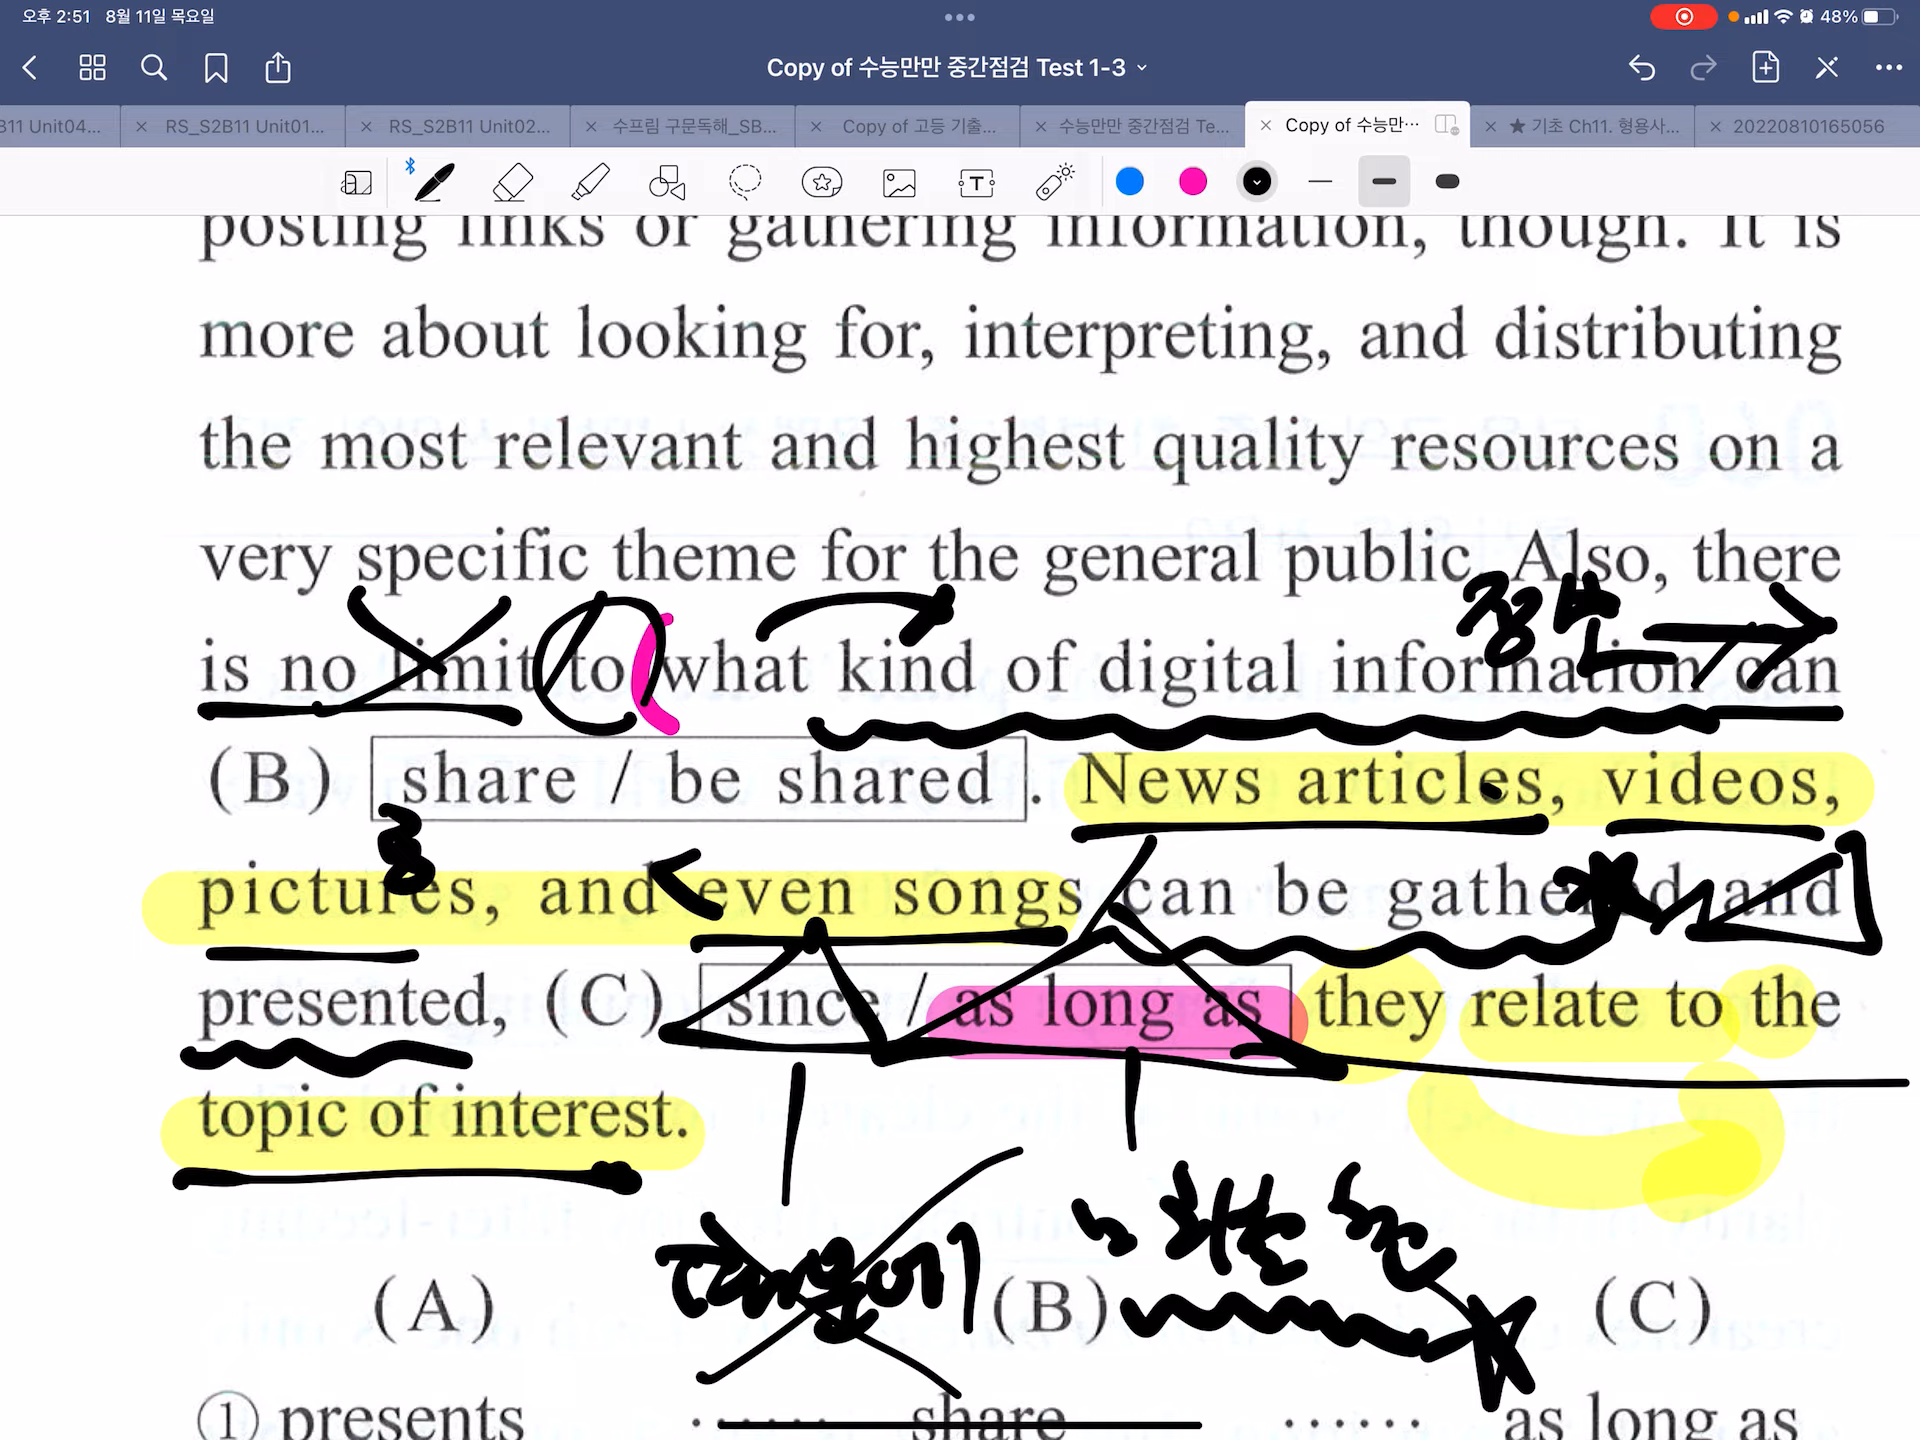 오후 2:51 8월 11일 목요일
48%
Copy of 수능만만 중간점검 Test 1-3
B11 Unit04... RS_S2B11 Unit01... RS_S2B11 Unit02... 수프림 구문독해_SB... Copy of 고등 기출... 수능만만 중간점검 Te... Copy of 수능만... ★ 기초 Ch11. 형용사... 20220810165056
posting links or gathering information, though. It is
more about looking for, interpreting, and distributing
the most relevant and highest quality resources on a
very specific theme for the general public. Also, there
is no limit to what kind of digital information can
(B) share / be shared . News articles, videos,
pictures, and even songs can be gathered and
presented, (C) since / as long as they relate to the
topic of interest.
때문에
(A) (B) (C)
① presents ...... share ...... as long as